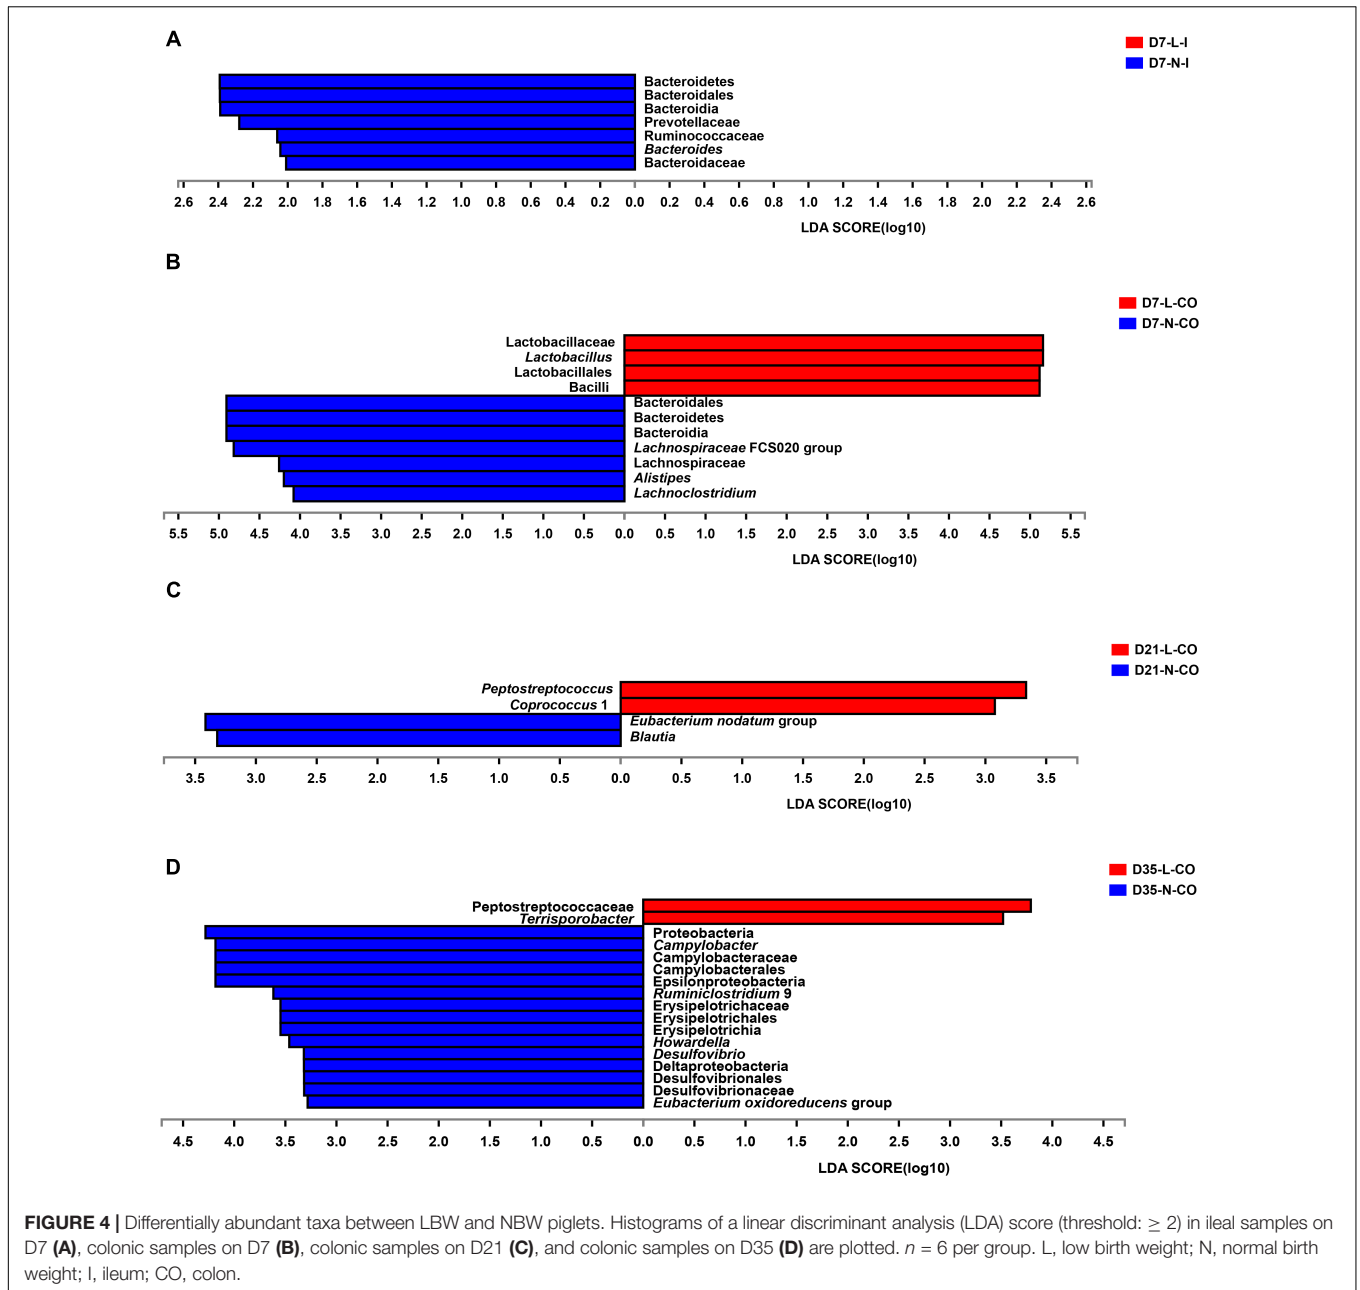 A
D7-L-I
D7-N-I
Bacteroidetes
Bacteroidales
Bacteroidia
Prevotellaceae
Ruminococcaceae
Bacteroides
Bacteroidaceae
2.6 2.4 2.2 2.0 1.8 1.6 1.4 1.2 1.0 0.8 0.6 0.4 0.2 0.0 0.2 0.4 0.6 0.8 1.0 1.2 1.4 1.6 1.8 2.0 2.2 2.4 2.6
LDA SCORE(log10)
B
D7-L-CO
D7-N-CO
Lactobacillaceae
Lactobacillus
Lactobacillales
Bacilli
Bacteroidales
Bacteroidetes
Bacteroidia
Lachnospiraceae FCS020 group
Lachnospiraceae
Alistipes
Lachnoclostridium
5.5 5.0 4.5 4.0 3.5 3.0 2.5 2.0 1.5 1.0 0.5 0.0 0.5 1.0 1.5 2.0 2.5 3.0 3.5 4.0 4.5 5.0 5.5
LDA SCORE(log10)
C
D21-L-CO
D21-N-CO
Peptostreptococcus
Coprococcus 1
Eubacterium nodatum group
Blautia
3.5 3.0 2.5 2.0 1.5 1.0 0.5 0.0 0.5 1.0 1.5 2.0 2.5 3.0 3.5
LDA SCORE(log10)
D
D35-L-CO
D35-N-CO
Peptostreptococcaceae
Terrisporobacter
Proteobacteria
Campylobacter
Campylobacteraceae
Campylobacterales
Epsilonproteobacteria
Ruminiclostridium 9
Erysipelotrichaceae
Erysipelotrichales
Erysipelotrichia
Howardella
Desulfovibrio
Deltaproteobacteria
Desulfovibrionales
Desulfovibrionaceae
Eubacterium oxidoreducens group
4.5 4.0 3.5 3.0 2.5 2.0 1.5 1.0 0.5 0.0 0.5 1.0 1.5 2.0 2.5 3.0 3.5 4.0 4.5
LDA SCORE(log10)
FIGURE 4 | Differentially abundant taxa between LBW and NBW piglets. Histograms of a linear discriminant analysis (LDA) score (threshold: ≥ 2) in ileal samples on
D7 (A), colonic samples on D7 (B), colonic samples on D21 (C), and colonic samples on D35 (D) are plotted. n = 6 per group. L, low birth weight; N, normal birth
weight; I, ileum; CO, colon.